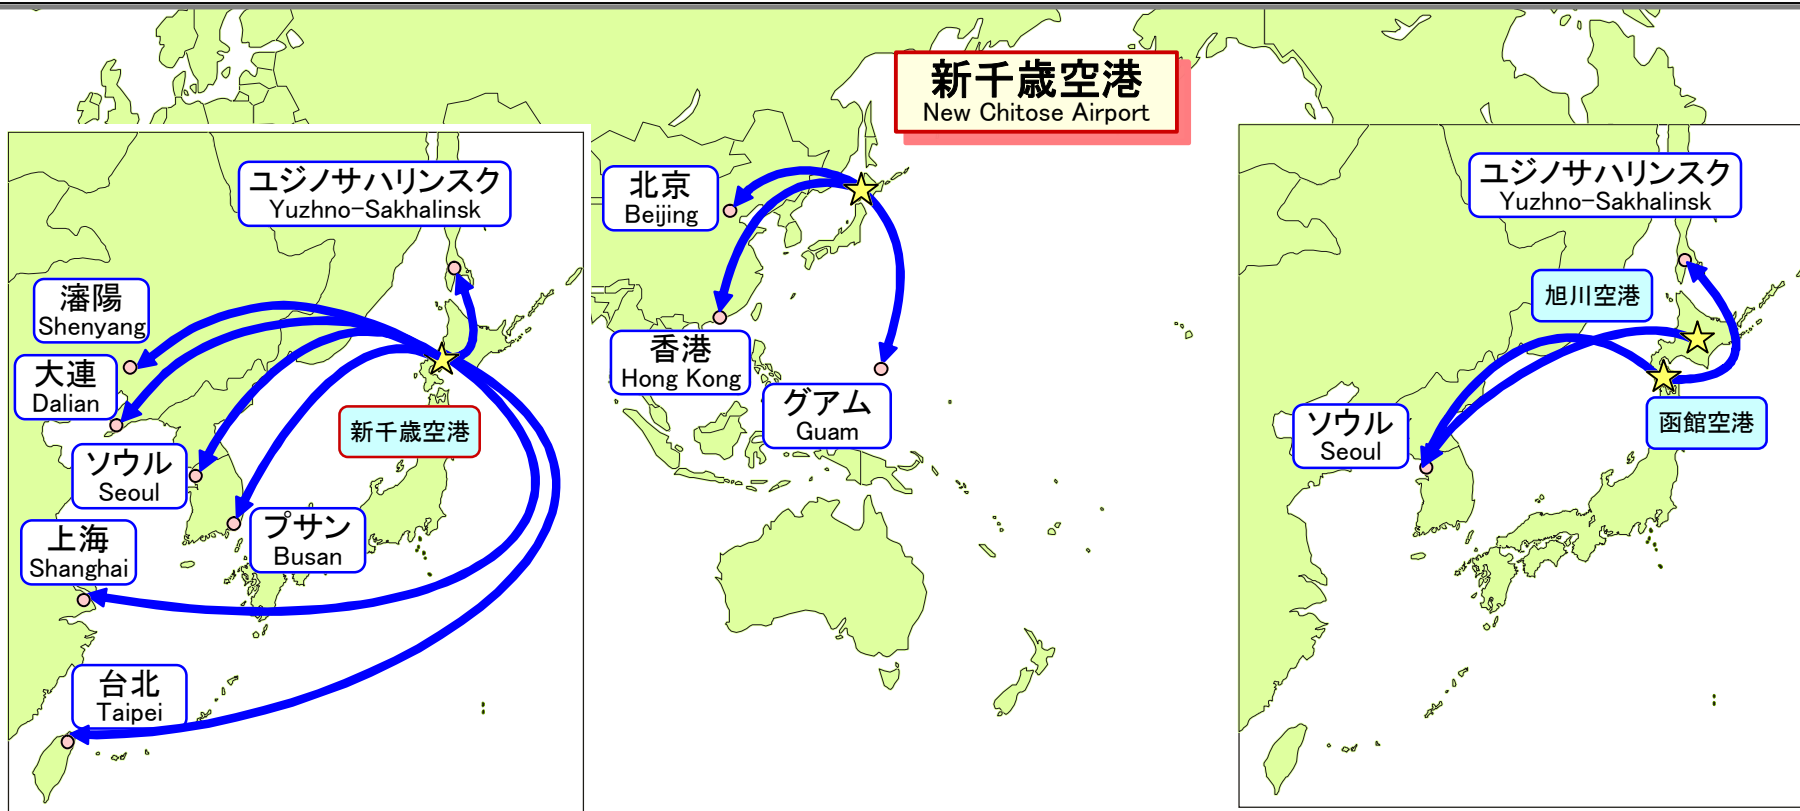 新千歳空港
New Chitose Airport
ユジノサハリンスク
Yuzhno-Sakhalinsk
瀋陽
Shenyang
大連
Dalian
新千歳空港
ソウル
Seoul
プサン
Busan
上海
Shanghai
台北
Taipei
北京
Beijing
香港
Hong Kong
グアム
Guam
ユジノサハリンスク
Yuzhno-Sakhalinsk
旭川空港
函館空港
ソウル
Seoul